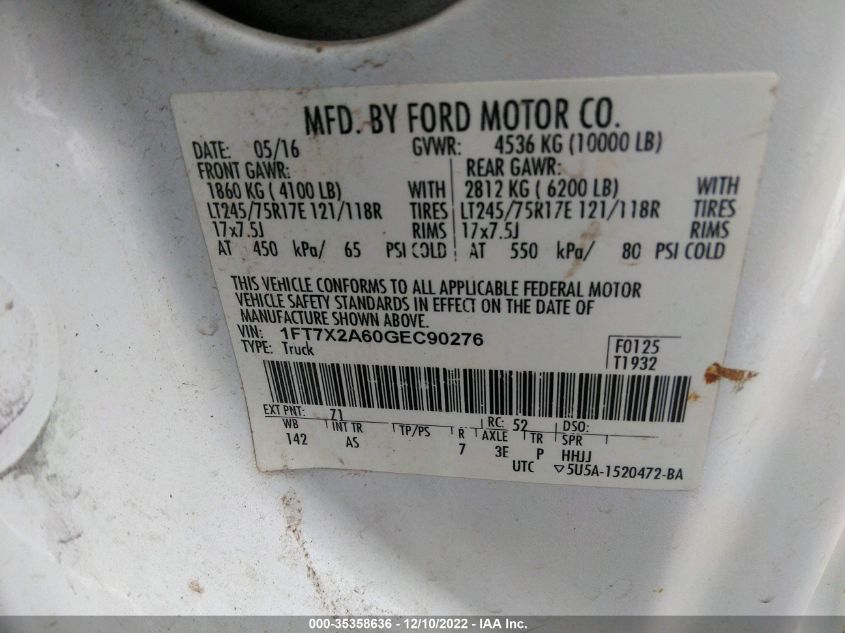 MFD. BY FORD MOTOR CO.
DATE: 05/16 GVWR: 4536 KG (10000 LB)
FRONT GAWR: REAR GAWR:
1860 KG ( 4100 LB) WITH 2812 KG ( 6200 LB) WITH
LT245/75R17E 121/118R TIRES LT245/75R17E 121/118R TIRES
17x7.5J RIMS 17x7.5J RIMS
AT 450 kPa/ 65 PSI COLD AT 550 kPa/ 80 PSI COLD
THIS VEHICLE CONFORMS TO ALL APPLICABLE FEDERAL MOTOR
VEHICLE SAFETY STANDARDS IN EFFECT ON THE DATE OF
MANUFACTURE SHOWN ABOVE.
VIN: 1FT7X2A60GEC90276
TYPE: Truck
F0125
T1932
EXT PNT: 71 RC: 52 DSO:
WB INT TR TP/PS R AXLE TR SPR
142 AS 7 3E P HHJJ
UTC ▽5U5A-1520472-BA
000-35358636 - 12/10/2022 - IAA Inc.